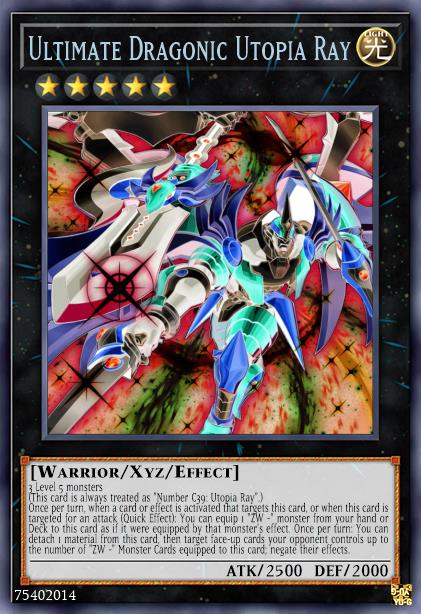 ULTIMATE DRAGONIC UTOPIA RAY
LIGHT
光
[WARRIOR/XYZ/EFFECT]
3 Level 5 monsters
(This card is always treated as "Number C39: Utopia Ray".)
Once per turn, when a card or effect is activated that targets this card, or when this card is
targeted for an attack (Quick Effect): You can equip 1 "ZW -" monster from your hand or
Deck to this card as if it were equipped by that monster's effect. Once per turn: You can
detach 1 material from this card, then target face-up cards your opponent controls up to
the number of "ZW -" Monster Cards equipped to this card; negate their effects.
ATK/2500 DEF/2000
75402014